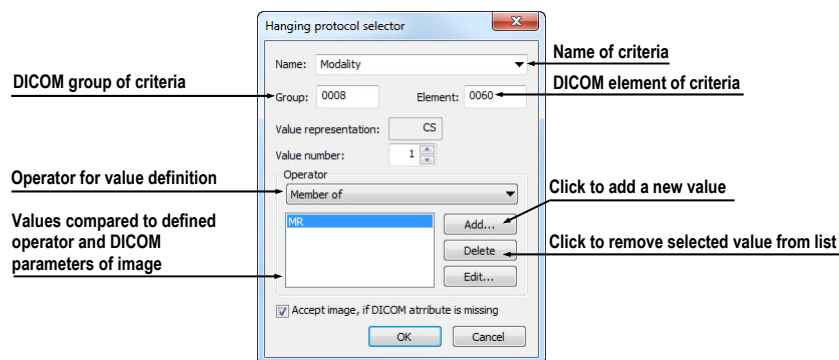 Hanging protocol selector
Name: Modality
Name of criteria
DICOM group of criteria
Group: 0008 Element: 0060
DICOM element of criteria
Value representation: CS
Value number: 1
Operator
Operator for value definition
Member of
Click to add a new value
Values compared to defined
operator and DICOM
parameters of image
MR
Add...
Delete
Click to remove selected value from list
Edit...
Accept image, if DICOM atrribute is missing
OK Cancel